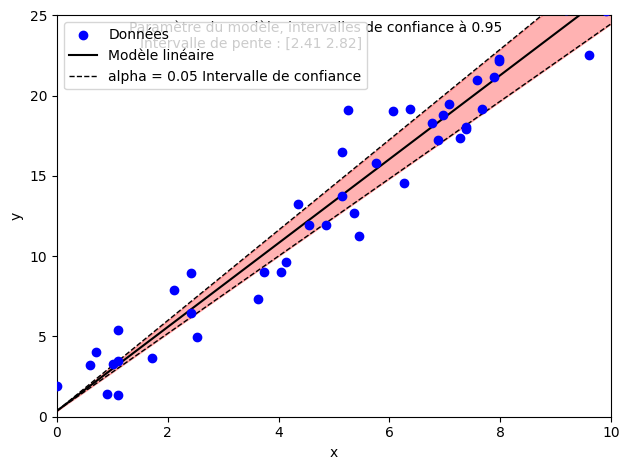 Paramètre du modèle, intervalles de confiance à 0.95
Intervalle de pente : [2.41 2.82]
Données
Modèle linéaire
alpha = 0.05 Intervalle de confiance
25
20
15
10
5
0
y
0 2 4 6 8 10
x